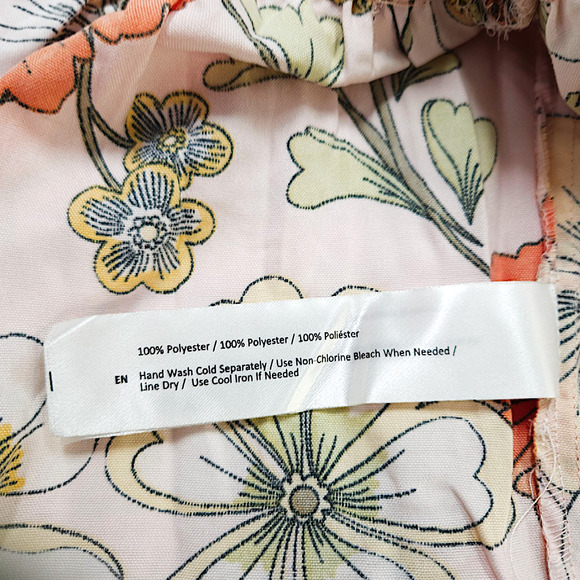 100% Polyester / 100% Polyester / 100% Poliéster
EN Hand Wash Cold Separately / Use Non-Chlorine Bleach When Needed /
Line Dry / Use Cool Iron If Needed